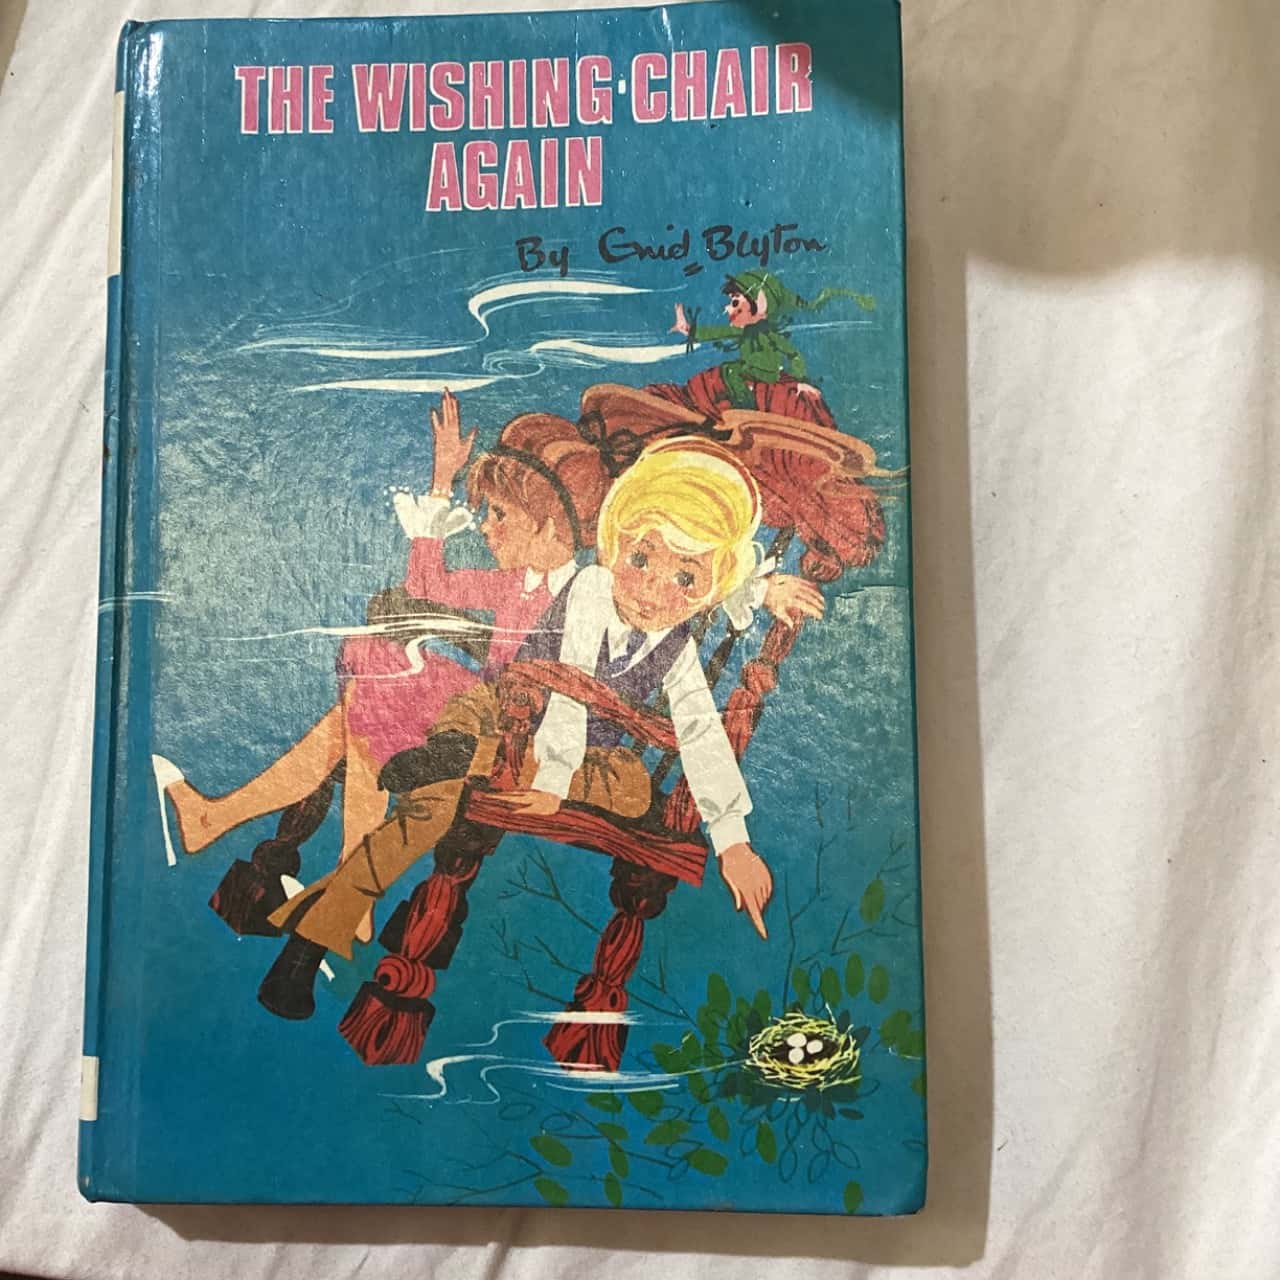 THE WISHING-CHAIR
AGAIN
By Enid Blyton